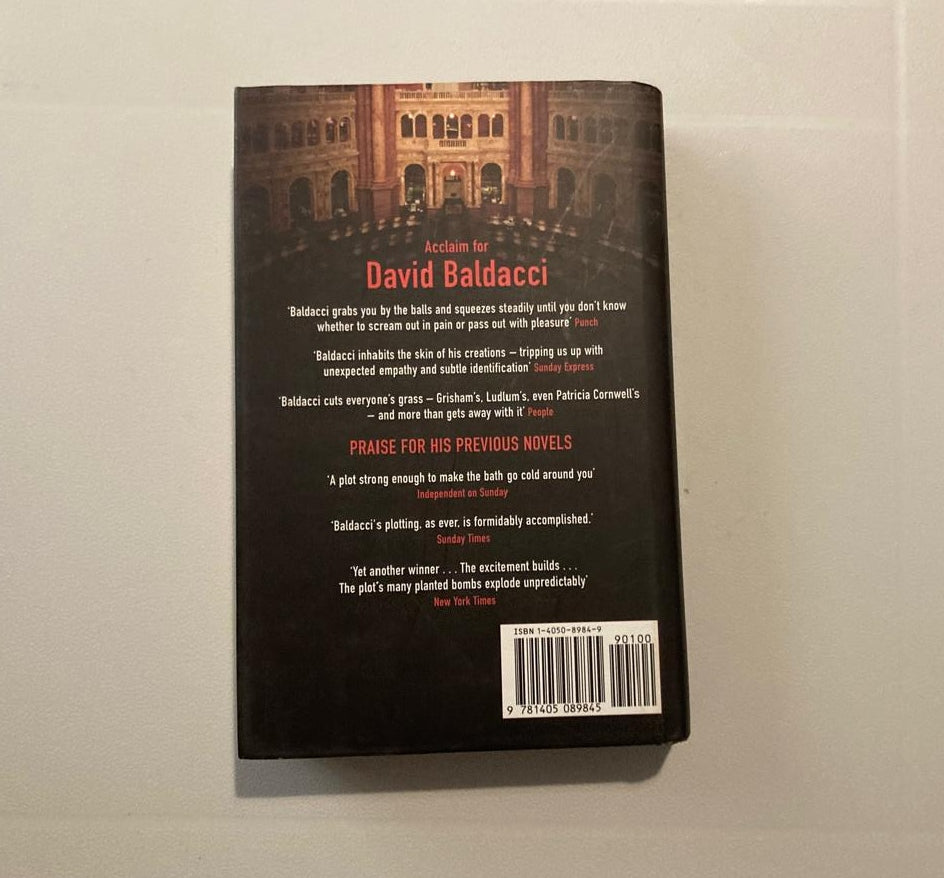 Acclaim for
David Baldacci
'Baldacci grabs you by the balls and squeezes steadily until you don't know
whether to scream out in pain or pass out with pleasure' Punch
'Baldacci inhabits the skin of his creations – tripping us up with
unexpected empathy and subtle identification' Sunday Express
'Baldacci cuts everyone's grass – Grisham's, Ludlum's, even Patricia Cornwell's
– and more than gets away with it' People
PRAISE FOR HIS PREVIOUS NOVELS
'A plot strong enough to make the bath go cold around you'
Independent on Sunday
'Baldacci's plotting, as ever, is formidably accomplished.'
Sunday Times
'Yet another winner . . . The excitement builds . . .
The plot's many planted bombs explode unpredictably'
New York Times
ISBN 1-4050-8984-9
90100
9 781405 089845